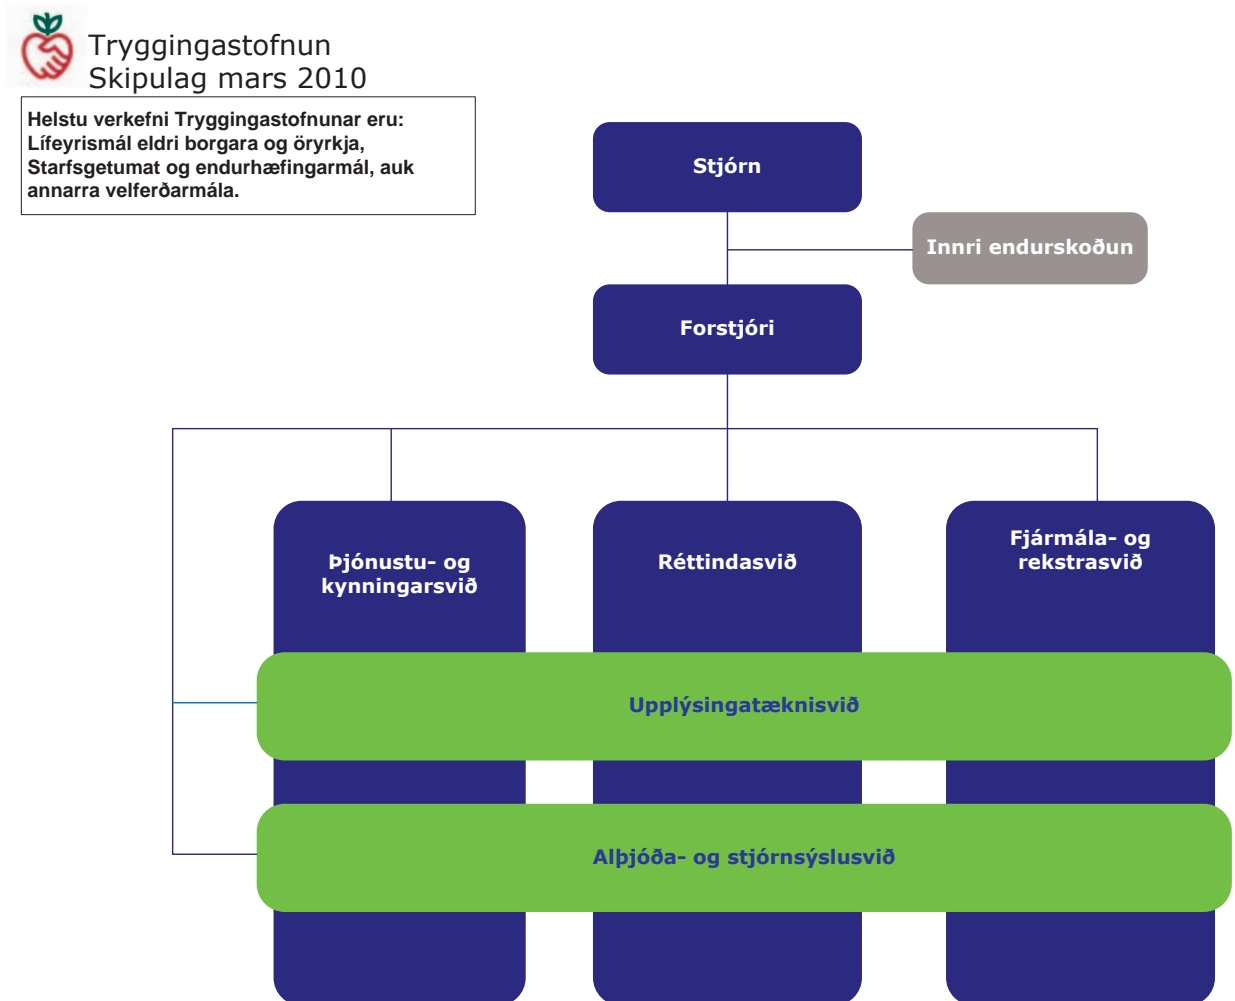 Tryggingastofnun
Skipulag mars 2010
Helstu verkefni Tryggingastofnunar eru:
Lífeyrismál eldri borgara og öryrkja,
Starfsgetumat og endurhæfingarmál, auk
annarra velferðarmála.
Stjórn
Innri endurskoðun
Forstjóri
Þjónustu- og
kynningarsvið
Réttindasvið
Fjármála- og
rekstrasvið
Upplýsingatæknisvið
Alþjóða- og stjórnsýslusvið